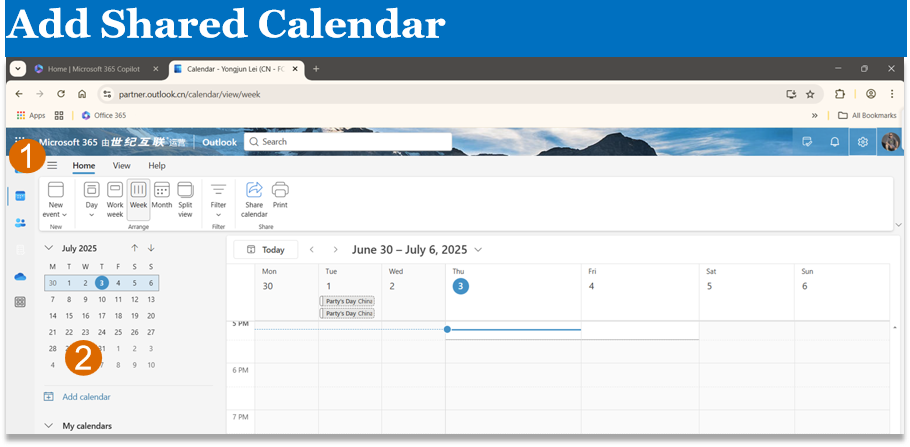 Add Shared Calendar
Home | Microsoft 365 Copilot
Calendar - Yongjun Lei (CN - FC
partner.outlook.cn/calendar/view/week
Apps
Office 365
»
All Bookmarks
Microsoft 365 由 世纪互联 运营
Outlook
Search
1
Home View Help
New event
Day
Work week
Week
Month
Split view
Filter
Share calendar
Print
New
Arrange
Filter
Share
July 2025
Today
June 30 – July 6, 2025
M T W T F S S
30 1 2 3 4 5 6
7 8 9 10 11 12 13
14 15 16 17 18 19 20
21 22 23 24 25 26 27
28 31 1 2 3
4 7 8 9 10
2
Add calendar
My calendars
Mon 30
Tue 1
Wed 2
Thu 3
Fri 4
Sat 5
Sun 6
Party's Day China
Party's Day China
5 PM
6 PM
7 PM